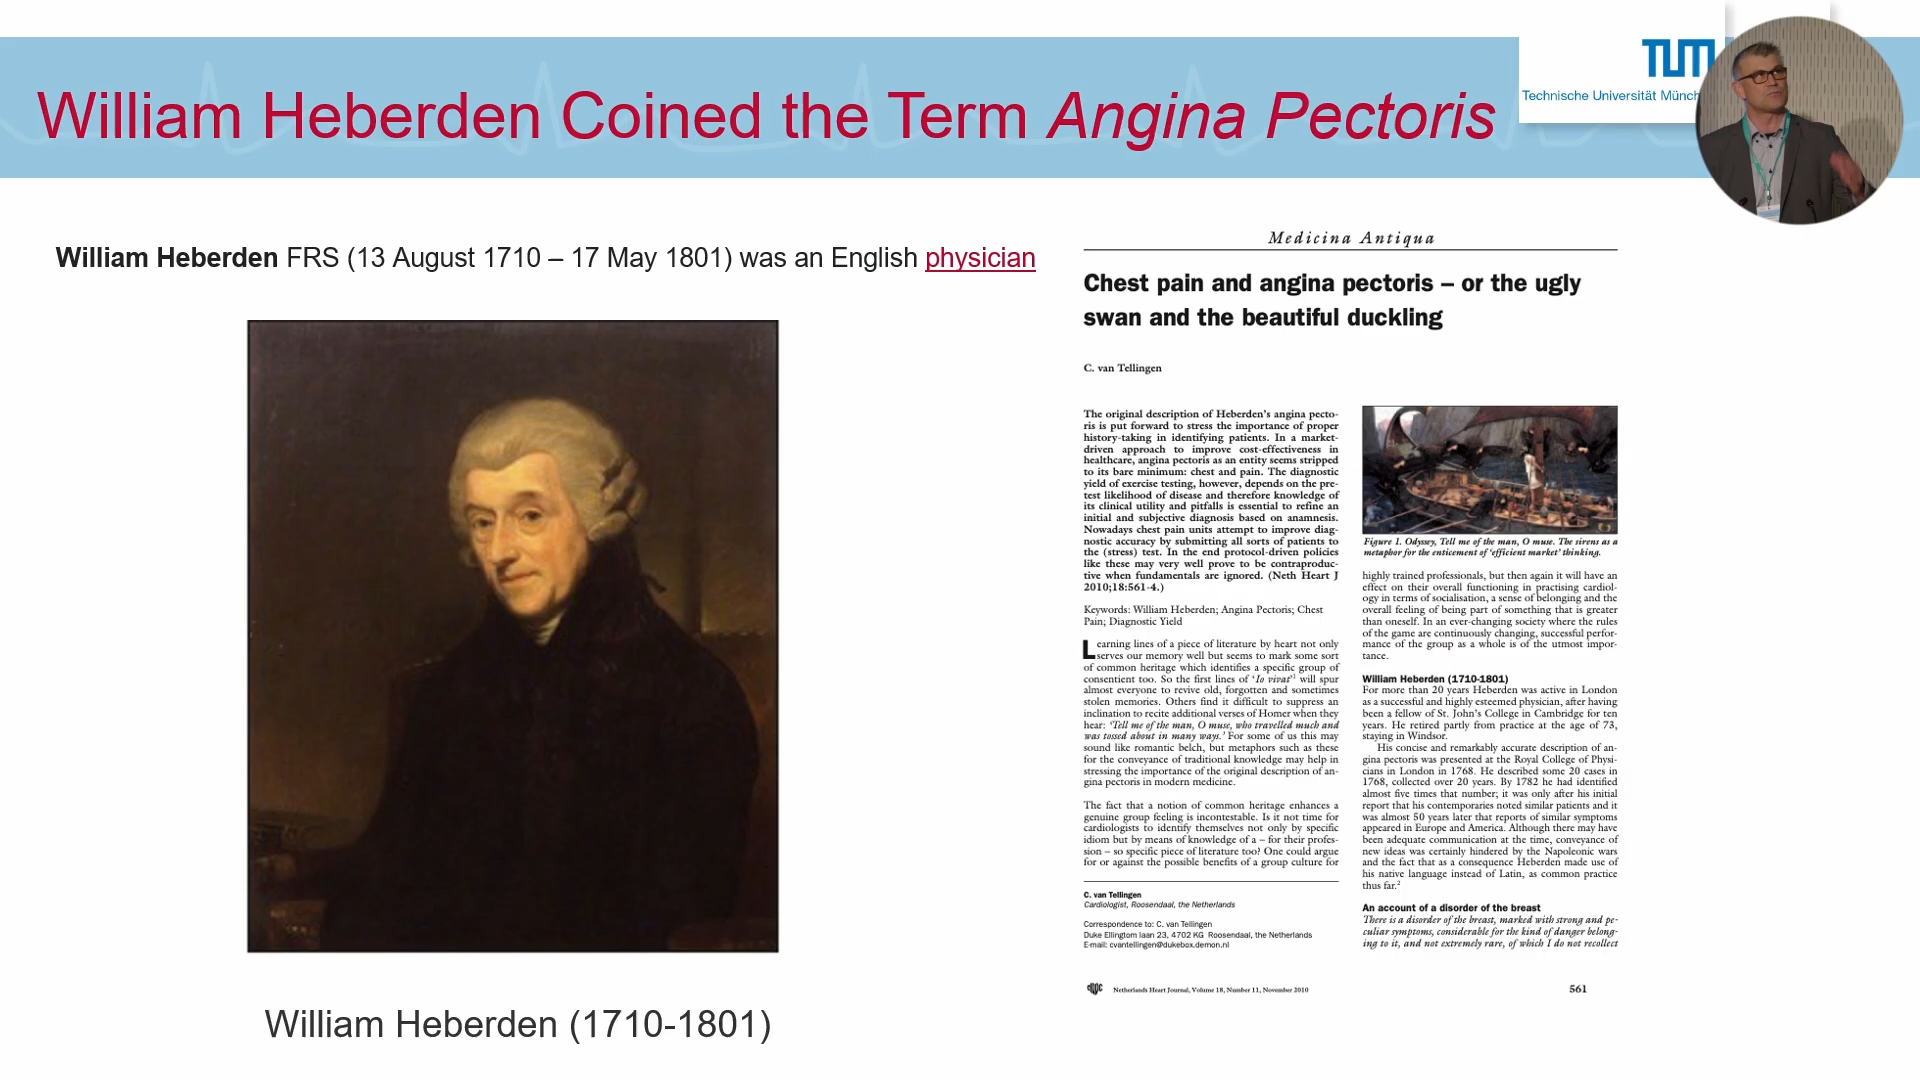 William Heberden Coined the Term Angina Pectoris
TUM
Technische Universität Münch
William Heberden FRS (13 August 1710 – 17 May 1801) was an English physician
William Heberden (1710-1801)
Medicina Antiqua
Chest pain and angina pectoris – or the ugly
swan and the beautiful duckling
C. van Tellingen
The original description of Heberden's angina pecto-
ris is put forward to stress the importance of proper
history-taking in identifying patients. In a market-
driven approach to improve cost-effectiveness in
healthcare, angina pectoris as an entity seems stripped
to its bare minimum: chest and pain. The diagnostic
yield of exercise testing, however, depends on the pre-
test likelihood of disease and therefore knowledge of
its clinical utility and pitfalls is essential to refine an
initial and subjective diagnosis based on anamnesis.
Nowadays chest pain units attempt to improve diag-
nostic accuracy by submitting all sorts of patients to
the (stress) test. In the end protocol-driven policies
like these may very well prove to be contraproduc-
tive when fundamentals are ignored. (Neth Heart J
2010;18:561-4.)
Keywords: William Heberden; Angina Pectoris; Chest
Pain; Diagnostic Yield
Learning lines of a piece of literature by heart not only
serves our memory well but seems to mark some sort
of common heritage which identifies a specific group of
consentient too. So the first lines of 'Io vivat'1 will spur
almost everyone to revive old, forgotten and sometimes
stolen memories. Others find it difficult to suppress an
inclination to recite additional verses of Homer when they
hear: 'Tell me of the man, O muse, who travelled much and
was tossed about in many ways.' For some of us this may
sound like romantic belch, but metaphors such as these
for the conveyance of traditional knowledge may help in
stressing the importance of the original description of an-
gina pectoris in modern medicine.
The fact that a notion of common heritage enhances a
genuine group feeling is incontestable. Is it not time for
cardiologists to identify themselves not only by specific
idiom but by means of knowledge of a – for their profes-
sion – so specific piece of literature too? One could argue
for or against the possible benefits of a group culture for
C. van Tellingen
Cardiologist, Roosendaal, the Netherlands
Correspondence to: C. van Tellingen
Duke Ellingtom laan 23, 4702 KG Roosendaal, the Netherlands
E-mail: cvantellingen@dukebox.demon.nl
Figure 1. Odyssey, Tell me of the man, O muse. The sirens as a
metaphor for the enticement of 'efficient market' thinking.
highly trained professionals, but then again it will have an
effect on their overall functioning in practising cardiol-
ogy in terms of socialisation, a sense of belonging and the
overall feeling of being part of something that is greater
than oneself. In an ever-changing society where the rules
of the game are continuously changing, successful perfor-
mance of the group as a whole is of the utmost impor-
tance.
William Heberden (1710-1801)
For more than 20 years Heberden was active in London
as a successful and highly esteemed physician, after having
been a fellow of St. John's College in Cambridge for ten
years. He retired partly from practice at the age of 73,
staying in Windsor.
His concise and remarkably accurate description of an-
gina pectoris was presented at the Royal College of Physi-
cians in London in 1768. He described some 20 cases in
1768, collected over 20 years. By 1782 he had identified
almost five times that number; it was only after his initial
report that his contemporaries noted similar patients and it
was almost 50 years later that reports of similar symptoms
appeared in Europe and America. Although there may have
been adequate communication at the time, conveyance of
new ideas was certainly hindered by the Napoleonic wars
and the fact that as a consequence Heberden made use of
his native language instead of Latin, as common practice
thus far.2
An account of a disorder of the breast
There is a disorder of the breast, marked with strong and pe-
culiar symptoms, considerable for the kind of danger belong-
ing to it, and not extremely rare, of which I do not recollect
Netherlands Heart Journal, Volume 18, Number 11, November 2010
561